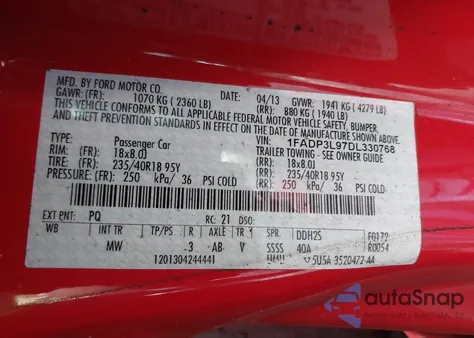 MFD. BY FORD MOTOR CO.
DATE: 04/13 GVWR: 1941 KG ( 4279 LB)
GAWR: (FR): 1070 KG ( 2360 LB) (RR): 880 KG ( 1940 LB)
THIS VEHICLE CONFORMS TO ALL APPLICABLE FEDERAL MOTOR VEHICLE SAFETY, BUMPER,
AND THEFT PREVENTION STANDARDS IN EFFECT ON THE DATE OF MANUFACTURE SHOWN ABOVE.
VIN: 1FADP3L97DL330768
TYPE: Passenger Car TRAILER TOWING - SEE OWNER GUIDE
RIM: (FR): 18x8.0J (RR): 18x8.0J
TIRE: (FR): 235/40R18 95Y (RR): 235/40R18 95Y
PRESSURE: (FR): 250 kPa/ 36 PSI COLD (RR): 250 kPa/ 36 PSI COLD
EXT PNT: PQ RC: 21 DSO:
WB INT TR TP/PS R AXLE TR SPR DDH2S F0172
MW .3 AB V SSSS 40A R0054
120130424441 5U5A 3520472-AA
autoSnap